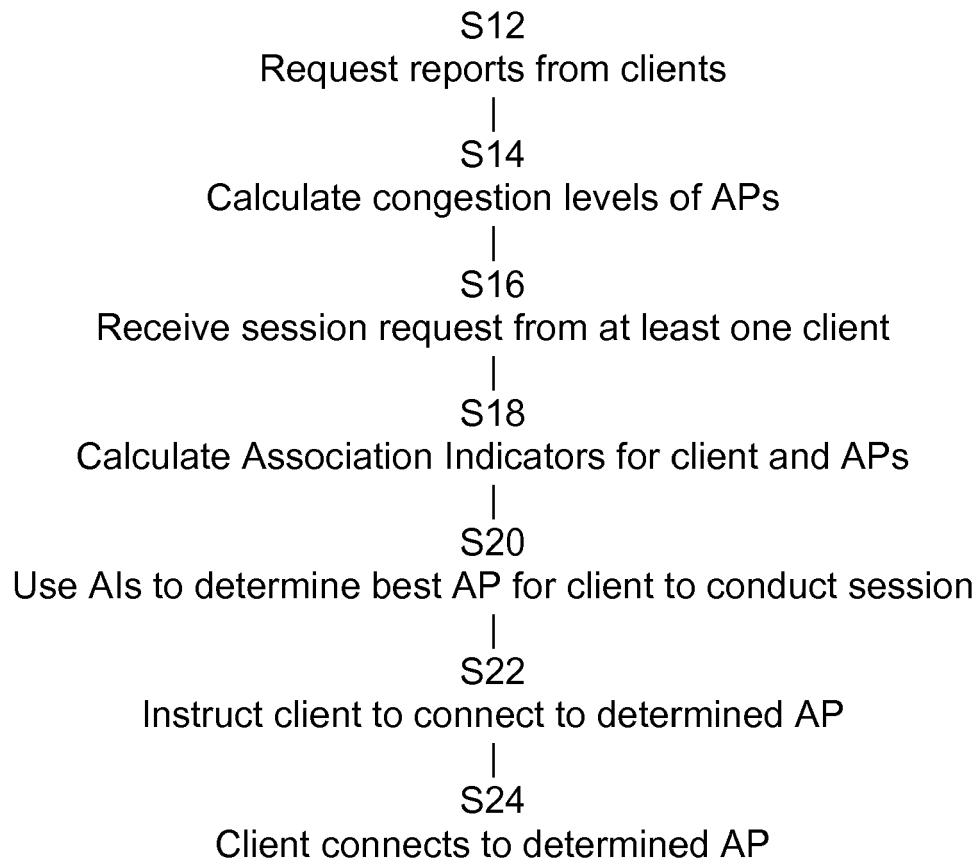 S12
Request reports from clients
S14
Calculate congestion levels of APs
S16
Receive session request from at least one client
S18
Calculate Association Indicators for client and APs
S20
Use AIs to determine best AP for client to conduct session
S22
Instruct client to connect to determined AP
S24
Client connects to determined AP